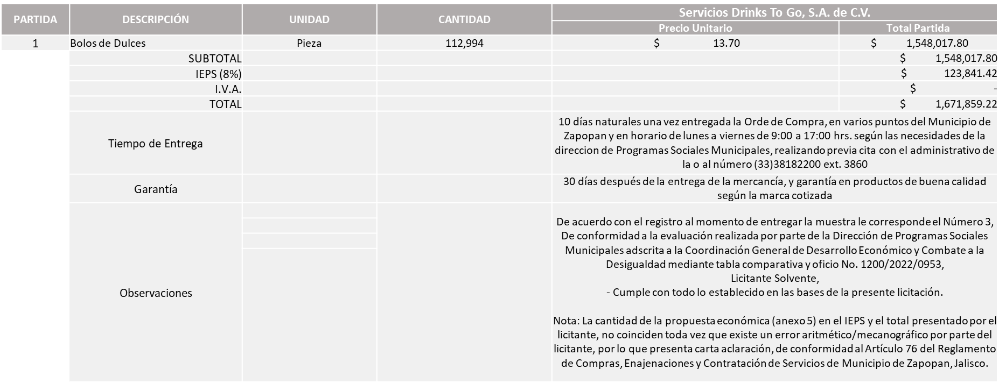 PARTIDA DESCRIPCIÓN UNIDAD CANTIDAD Servicios Drinks To Go, S.A. de C.V.
Precio Unitario Total Partida
1 Bolos de Dulces Pieza 112,994 $ 13.70 $ 1,548,017.80
SUBTOTAL $ 1,548,017.80
IEPS (8%) $ 123,841.42
I.V.A. $ -
TOTAL $ 1,671,859.22
Tiempo de Entrega
10 días naturales una vez entregada la Orde de Compra, en varios puntos del Municipio de
Zapopan y en horario de lunes a viernes de 9:00 a 17:00 hrs. según las necesidades de la
direccion de Programas Sociales Municipales, realizando previa cita con el administrativo de
la o al número (33)38182200 ext. 3860
Garantía
30 días después de la entrega de la mercancía, y garantía en productos de buena calidad
según la marca cotizada
Observaciones
De acuerdo con el registro al momento de entregar la muestra le corresponde el Número 3,
De conformidad a la evaluación realizada por parte de la Dirección de Programas Sociales
Municipales adscrita a la Coordinación General de Desarrollo Económico y Combate a la
Desigualdad mediante tabla comparativa y oficio No. 1200/2022/0953,
Licitante Solvente,
- Cumple con todo lo establecido en las bases de la presente licitación.
Nota: La cantidad de la propuesta económica (anexo 5) en el IEPS y el total presentado por el
licitante, no coinciden toda vez que existe un error aritmético/mecanográfico por parte del
licitante, por lo que presenta carta aclaración, de conformidad al Artículo 76 del Reglamento
de Compras, Enajenaciones y Contratación de Servicios de Municipio de Zapopan, Jalisco.